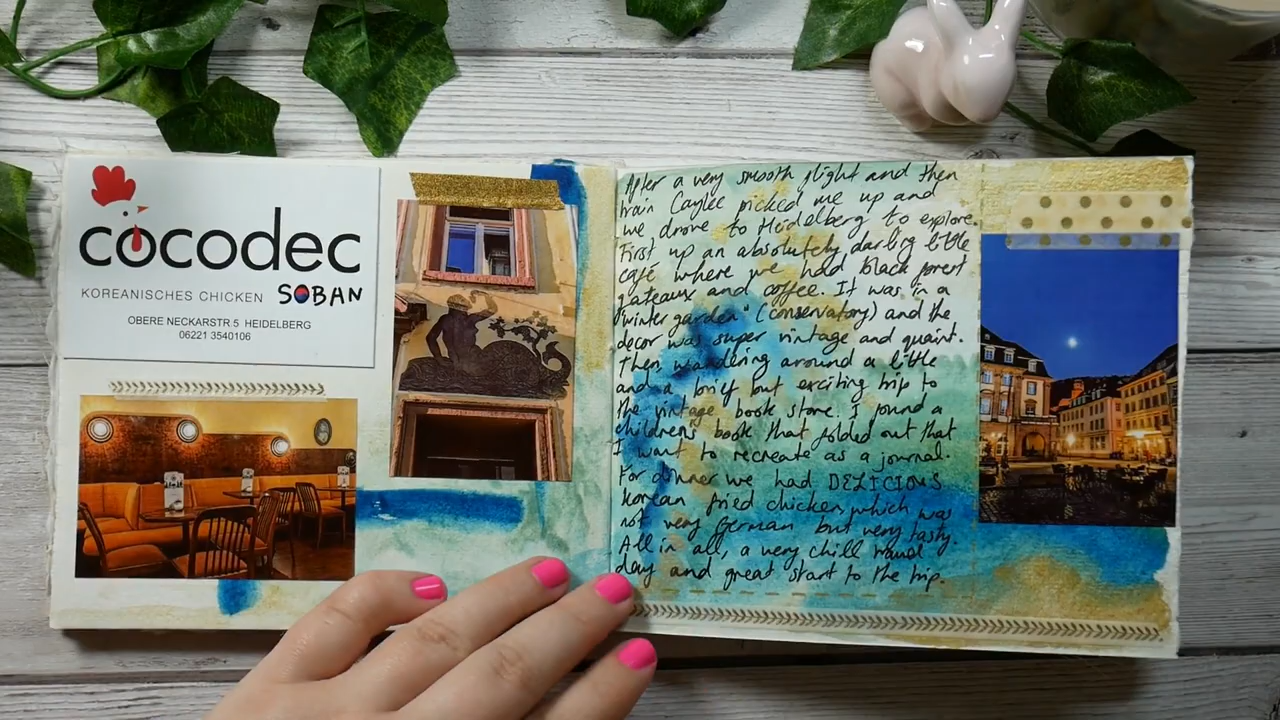 cocodec
KOREANISCHES CHICKEN SOBAN
OBERE NECKARSTR 5 HEIDELBERG
06221 3540106
After a very smooth flight and then
train Caylee picked me up and
we drove to Heidelberg to explore.
First up an absolutely darling little
café where we had black forest
gateaux and coffee. It was in a
"winter garden" (conservatory) and the
decor was super vintage and quaint.
Then, wandering around a little
and a brief but exciting trip to
the vintage book store. I found a
childrens book that folded out that
I want to recreate as a journal.
For dinner we had DELICIOUS
korean fried chicken, which was
not very German but very tasty.
All in all, a very chill travel
day and great start to the trip.